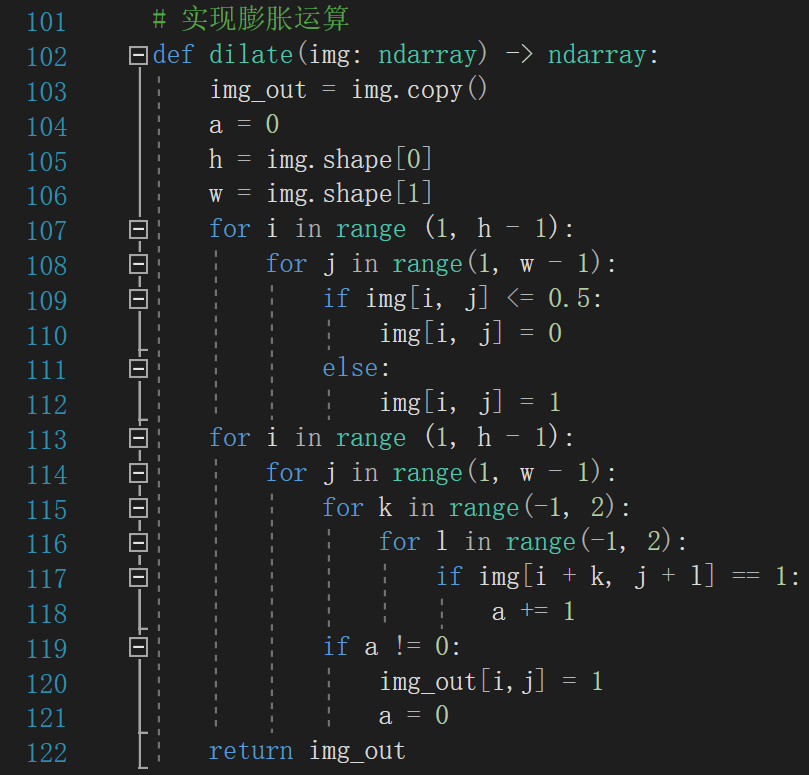 101 # 实现膨胀运算
102 def dilate(img: ndarray) -> ndarray:
103     img_out = img.copy()
104     a = 0
105     h = img.shape[0]
106     w = img.shape[1]
107     for i in range (1, h - 1):
108         for j in range(1, w - 1):
109             if img[i, j] <= 0.5:
110                 img[i, j] = 0
111             else:
112                 img[i, j] = 1
113     for i in range (1, h - 1):
114         for j in range(1, w - 1):
115             for k in range(-1, 2):
116                 for l in range(-1, 2):
117                     if img[i + k, j + l] == 1:
118                         a += 1
119             if a != 0:
120                 img_out[i,j] = 1
121                 a = 0
122     return img_out